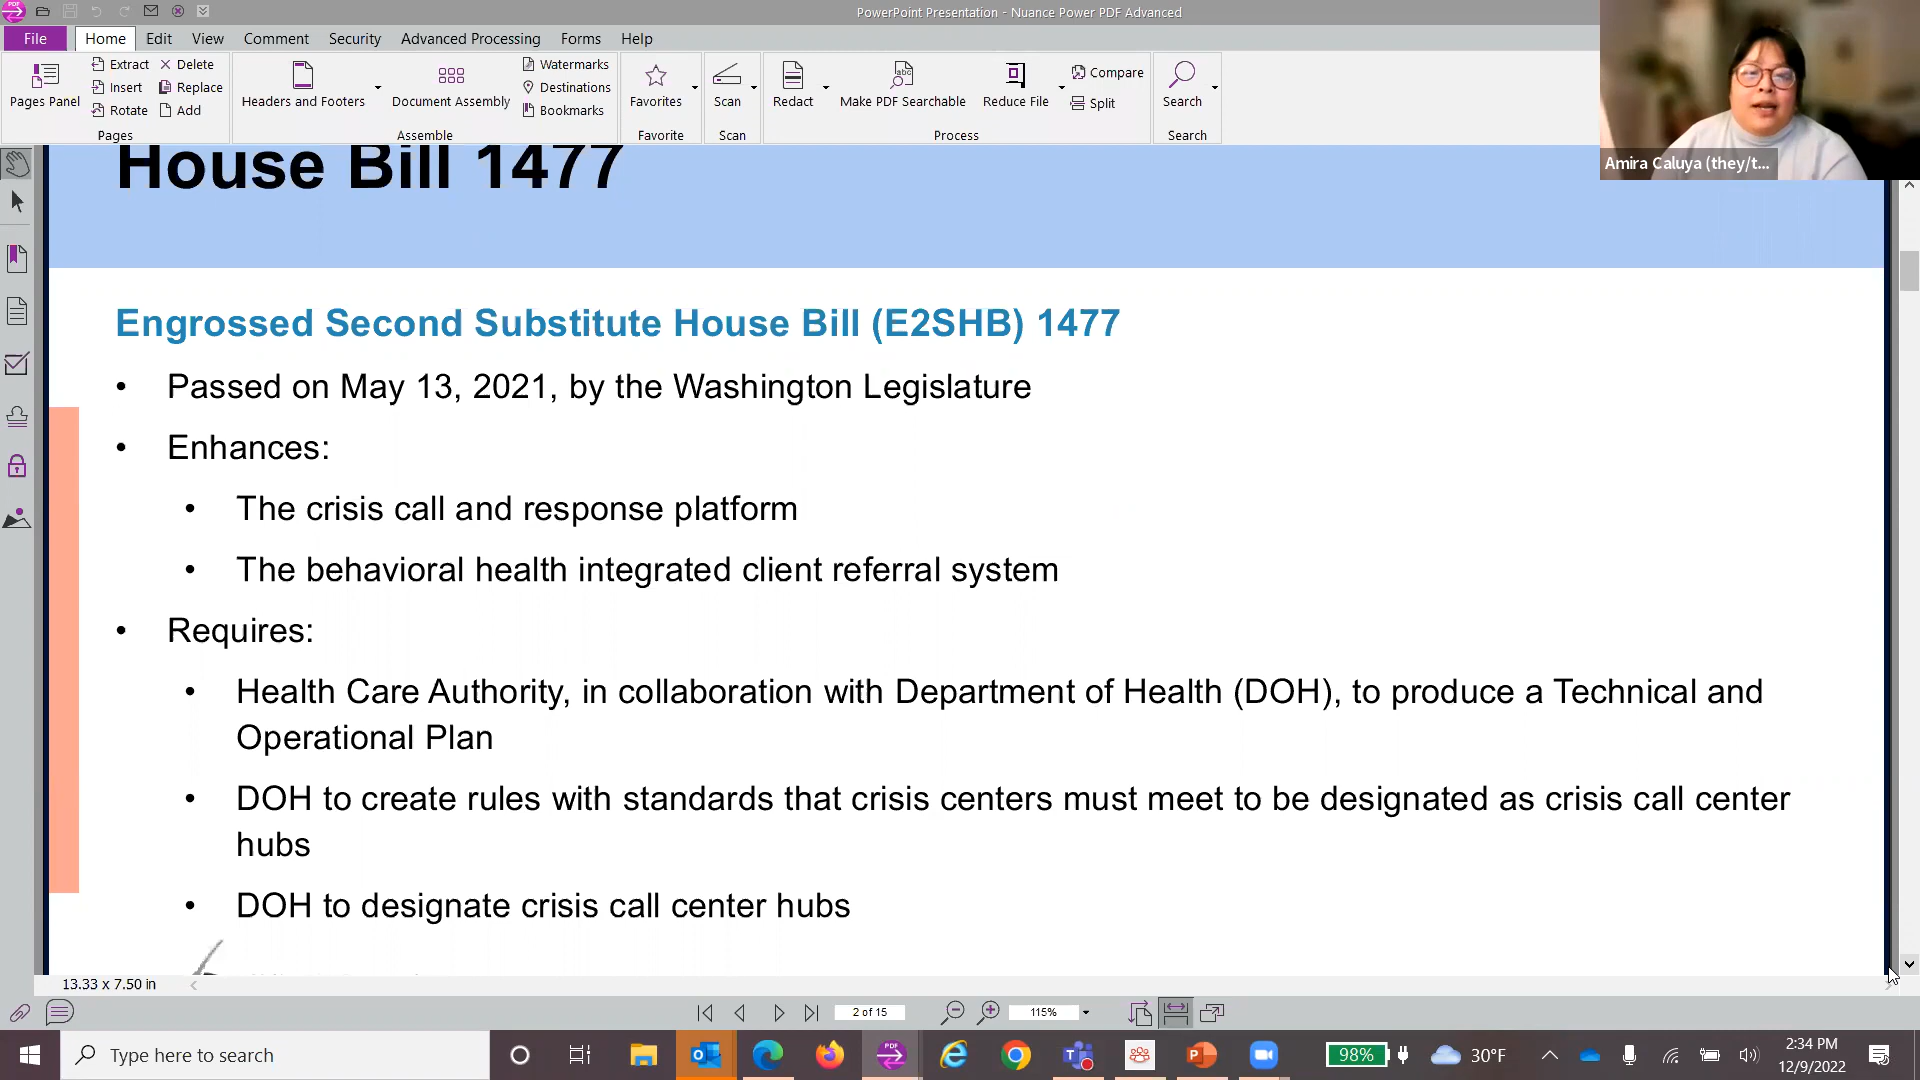 PowerPoint Presentation - Nuance Power PDF Advanced
File Home Edit View Comment Security Advanced Processing Forms Help
Pages Panel
Extract Delete
Insert Replace
Rotate Add
Pages
Headers and Footers
Document Assembly
Watermarks
Destinations
Bookmarks
Assemble
Favorites
Favorite
Scan
Scan
Redact
Make PDF Searchable
Reduce File
Compare
Split
Process
Search
Search
Amira Caluya (they/t...
House Bill 1477
Engrossed Second Substitute House Bill (E2SHB) 1477
• Passed on May 13, 2021, by the Washington Legislature
• Enhances:
• The crisis call and response platform
• The behavioral health integrated client referral system
• Requires:
• Health Care Authority, in collaboration with Department of Health (DOH), to produce a Technical and
Operational Plan
• DOH to create rules with standards that crisis centers must meet to be designated as crisis call center
hubs
• DOH to designate crisis call center hubs
13.33 x 7.50 in
2 of 15
115%
Type here to search
98%
30°F
2:34 PM
12/9/2022